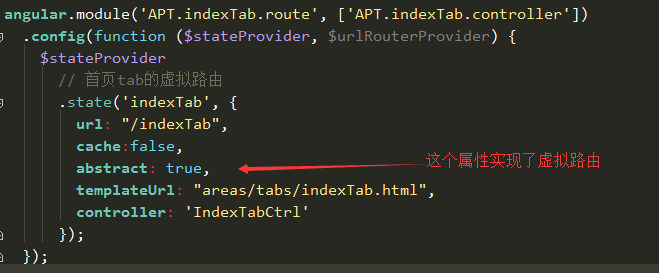 angular.module('APT.indexTab.route', ['APT.indexTab.controller'])
.config(function ($stateProvider, $urlRouterProvider) {
$stateProvider
// 首页tab的虚拟路由
.state('indexTab', {
url: "/indexTab",
cache:false,
abstract: true,
这个属性实现了虚拟路由
templateUrl: "areas/tabs/indexTab.html",
controller: 'IndexTabCtrl'
});
});